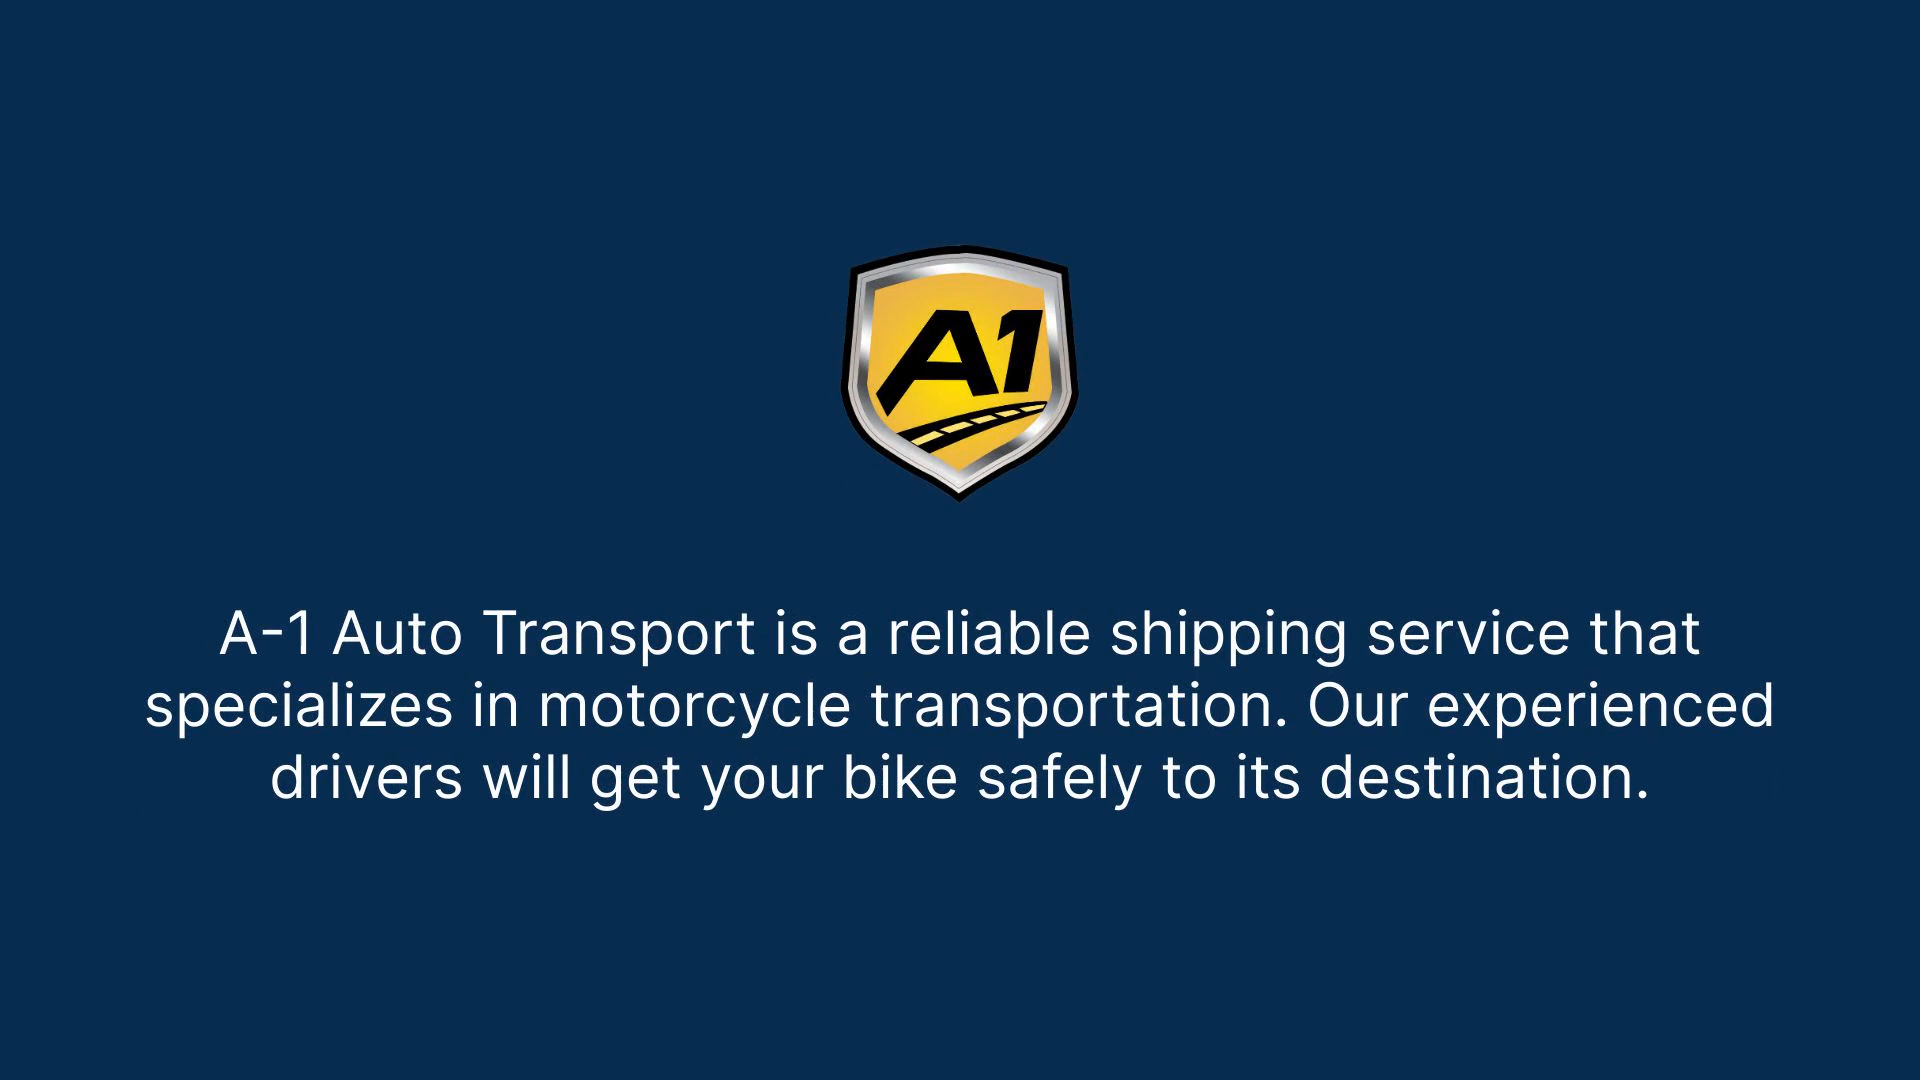 A1
A-1 Auto Transport is a reliable shipping service that
specializes in motorcycle transportation. Our experienced
drivers will get your bike safely to its destination.